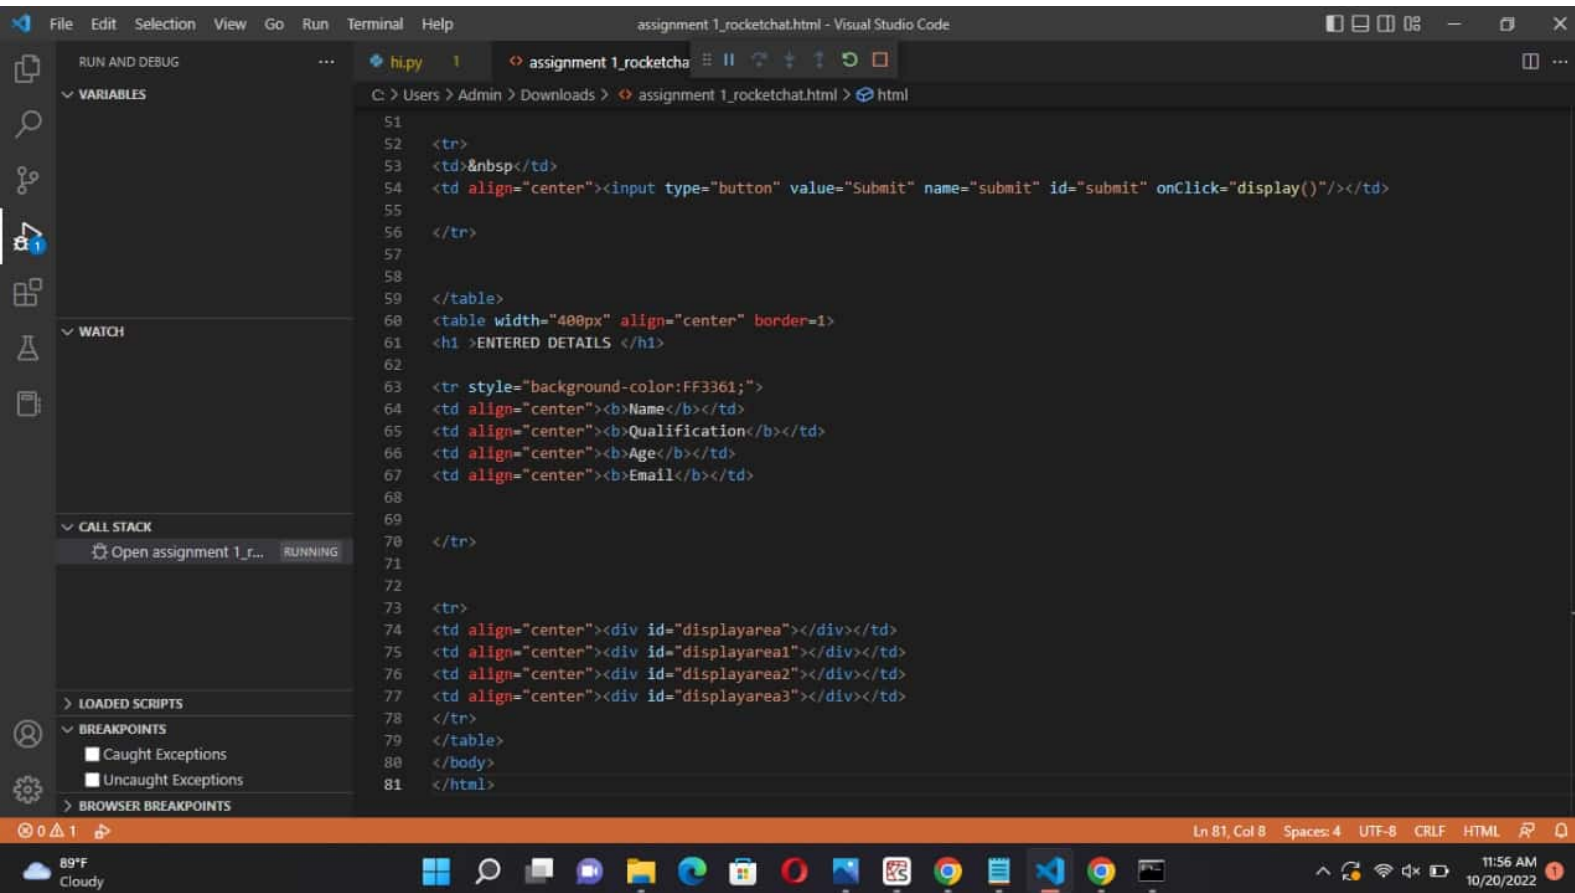 File Edit Selection View Go Run Terminal Help assignment 1_rocketchat.html - Visual Studio Code
RUN AND DEBUG ... hi.py 1 assignment 1_rocketcha
VARIABLES
C: > Users > Admin > Downloads > assignment 1_rocketchat.html > html
51
52 <tr>
53 <td>&nbsp</td>
54 <td align="center"><input type="button" value="Submit" name="submit" id="submit" onClick="display()"/></td>
55
56 </tr>
57
58
59 </table>
60 <table width="400px" align="center" border=1>
WATCH
61 <h1 >ENTERED DETAILS </h1>
62
63 <tr style="background-color:FF3361;">
64 <td align="center"><b>Name</b></td>
65 <td align="center"><b>Qualification</b></td>
66 <td align="center"><b>Age</b></td>
67 <td align="center"><b>Email</b></td>
68
69
CALL STACK
70 </tr>
Open assignment 1_r... RUNNING
71
72
73 <tr>
74 <td align="center"><div id="displayarea"></div></td>
75 <td align="center"><div id="displayarea1"></div></td>
76 <td align="center"><div id="displayarea2"></div></td>
77 <td align="center"><div id="displayarea3"></div></td>
LOADED SCRIPTS
78 </tr>
BREAKPOINTS
79 </table>
Caught Exceptions
80 </body>
Uncaught Exceptions
81 </html>
BROWSER BREAKPOINTS
0 1 Ln 81, Col 8 Spaces: 4 UTF-8 CRLF HTML
89°F
Cloudy
11:56 AM
10/20/2022
1